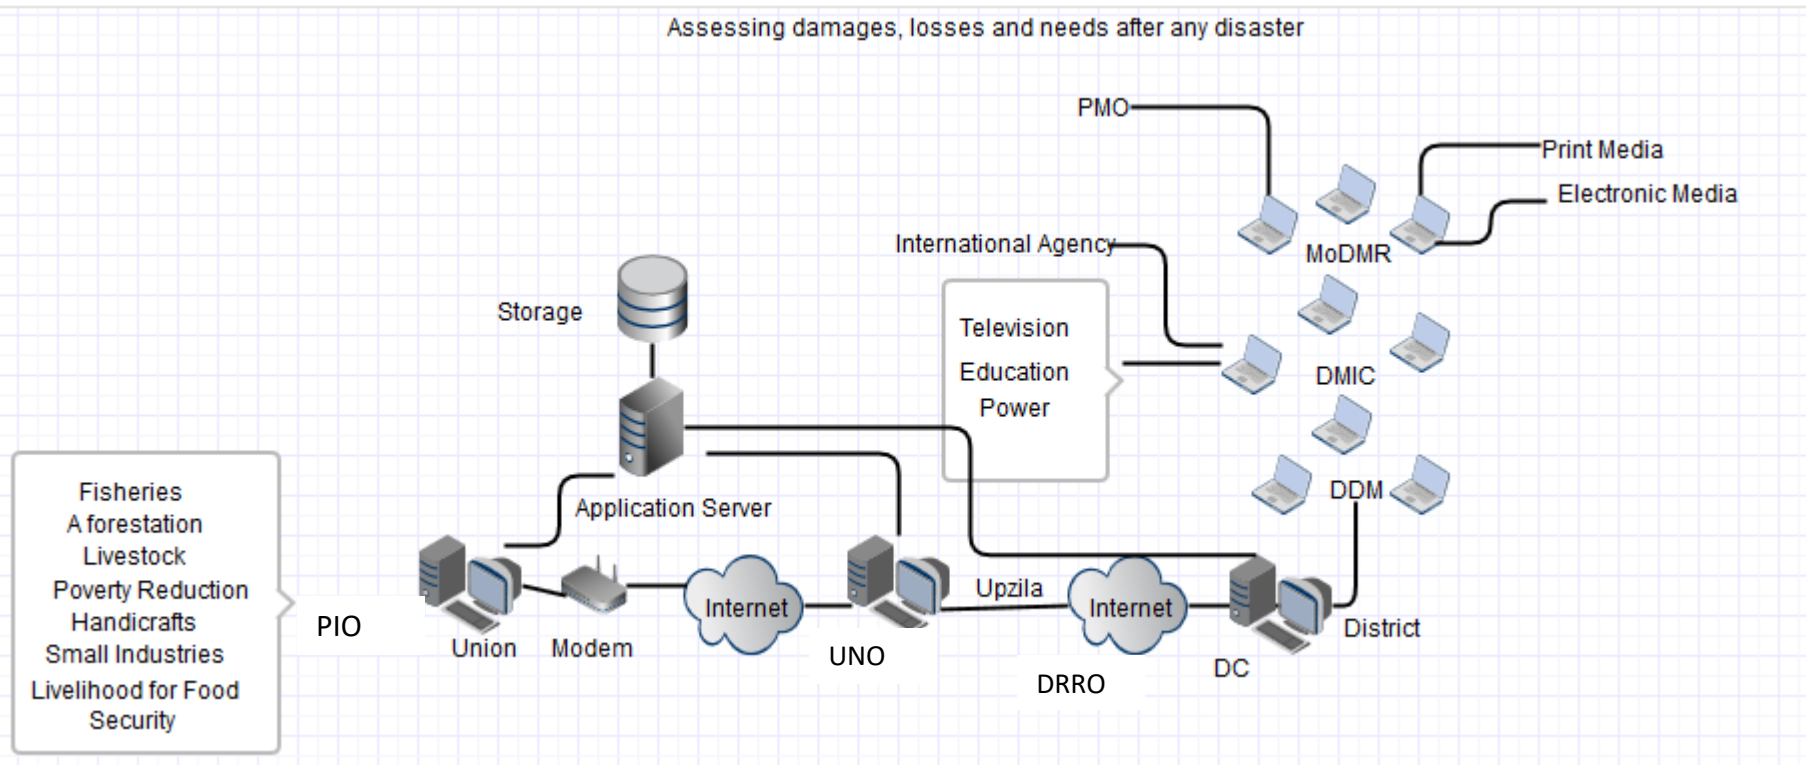 Assessing damages, losses and needs after any disaster
PMO
Print Media
Electronic Media
International Agency
MoDMR
Storage
Television
Education
Power
DMIC
DDM
Fisheries
A forestation
Livestock
Poverty Reduction
Handicrafts
Small Industries
Livelihood for Food
Security
Application Server
PIO
Union
Modem
Internet
UNO
Upzila
DRRO
Internet
DC
District